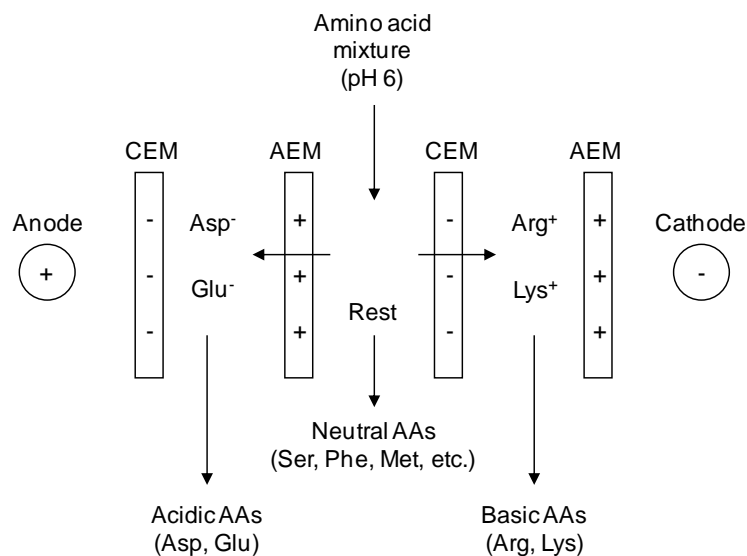 Amino acid
mixture
(pH 6)
CEM
AEM
CEM
AEM
Anode
+
-
-
-
Asp⁻
Glu⁻
+
+
+
Rest
-
-
-
Arg⁺
Lys⁺
+
+
+
Cathode
-
Neutral AAs
(Ser, Phe, Met, etc.)
Acidic AAs
(Asp, Glu)
Basic AAs
(Arg, Lys)